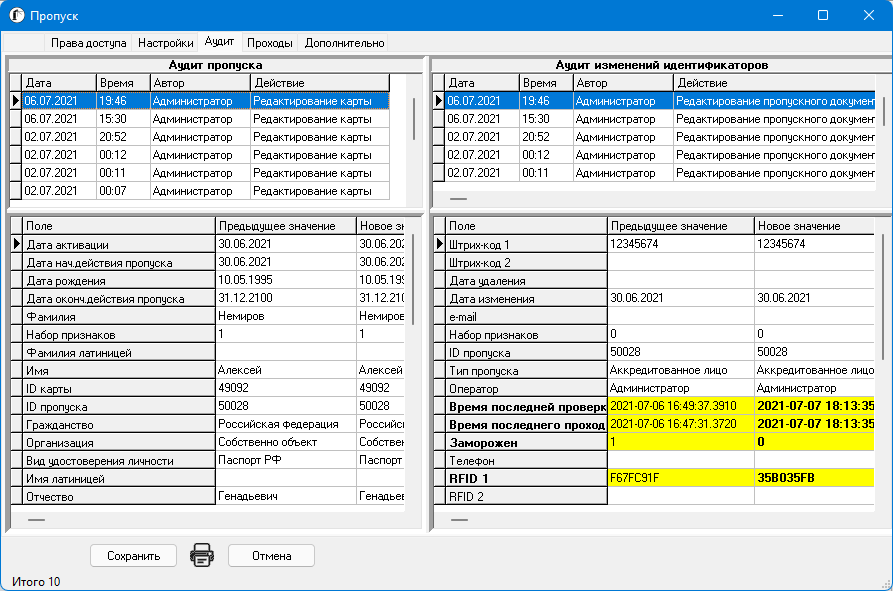 Пропуск
Права доступа Настройки Аудит Проходы Дополнительно
Аудит пропуска
Дата Время Автор Действие
06.07.2021 19:46 Администратор Редактирование карты
06.07.2021 15:30 Администратор Редактирование карты
02.07.2021 20:52 Администратор Редактирование карты
02.07.2021 00:12 Администратор Редактирование карты
02.07.2021 00:11 Администратор Редактирование карты
02.07.2021 00:07 Администратор Редактирование карты
Аудит изменений идентификаторов
Дата Время Автор Действие
06.07.2021 19:46 Администратор Редактирование пропускного документ
06.07.2021 15:30 Администратор Редактирование пропускного документ
02.07.2021 20:52 Администратор Редактирование пропускного документ
02.07.2021 00:12 Администратор Редактирование пропускного документ
02.07.2021 00:11 Администратор Редактирование пропускного документ
Поле Предыдущее значение Новое зн
Дата активации 30.06.2021 30.06.202
Дата нач.действия пропуска 30.06.2021 30.06.202
Дата рождения 10.05.1995 10.05.199
Дата оконч.действия пропуска 31.12.2100 31.12.210
Фамилия Немиров Немиров
Набор признаков 1 1
Фамилия латиницей
Имя Алексей Алексей
ID карты 49092 49092
ID пропуска 50028 50028
Гражданство Российская Федерация Российск
Организация Собственно объект Собствен
Вид удостоверения личности Паспорт РФ Паспорт
Имя латиницей
Отчество Генадьевич Генадьев
Поле Предыдущее значение Новое значение
Штрих-код 1 12345674 12345674
Штрих-код 2
Дата удаления
Дата изменения 30.06.2021 30.06.2021
e-mail
Набор признаков 0 0
ID пропуска 50028 50028
Тип пропуска Аккредитованное лицо Аккредитованное лицо
Оператор Администратор Администратор
Время последней проверк 2021-07-06 16:49:37.3910 2021-07-07 18:13:35
Время последнего проход 2021-07-06 16:47:31.3720 2021-07-07 18:13:35
Заморожен 1 0
Телефон
RFID 1 F67FC91F 35B035FB
RFID 2
Сохранить Отмена
Итого 10